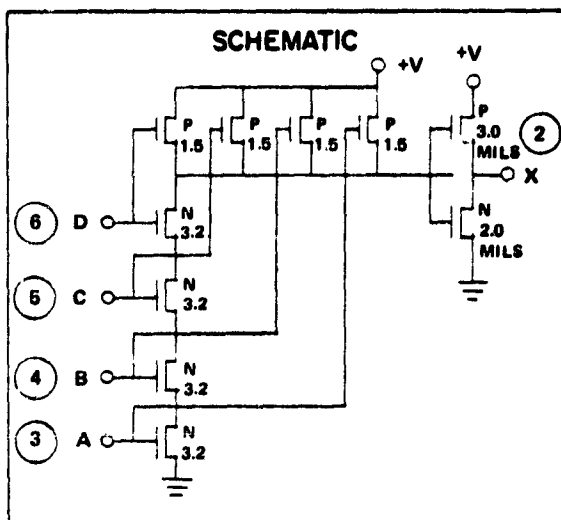 SCHEMATIC
+V
+V
P
1.5
P
1.5
P
1.5
P
1.5
P
3.0
MILS
2
X
6 D
N
3.2
N
2.0
MILS
5 C
N
3.2
4 B
N
3.2
3 A
N
3.2